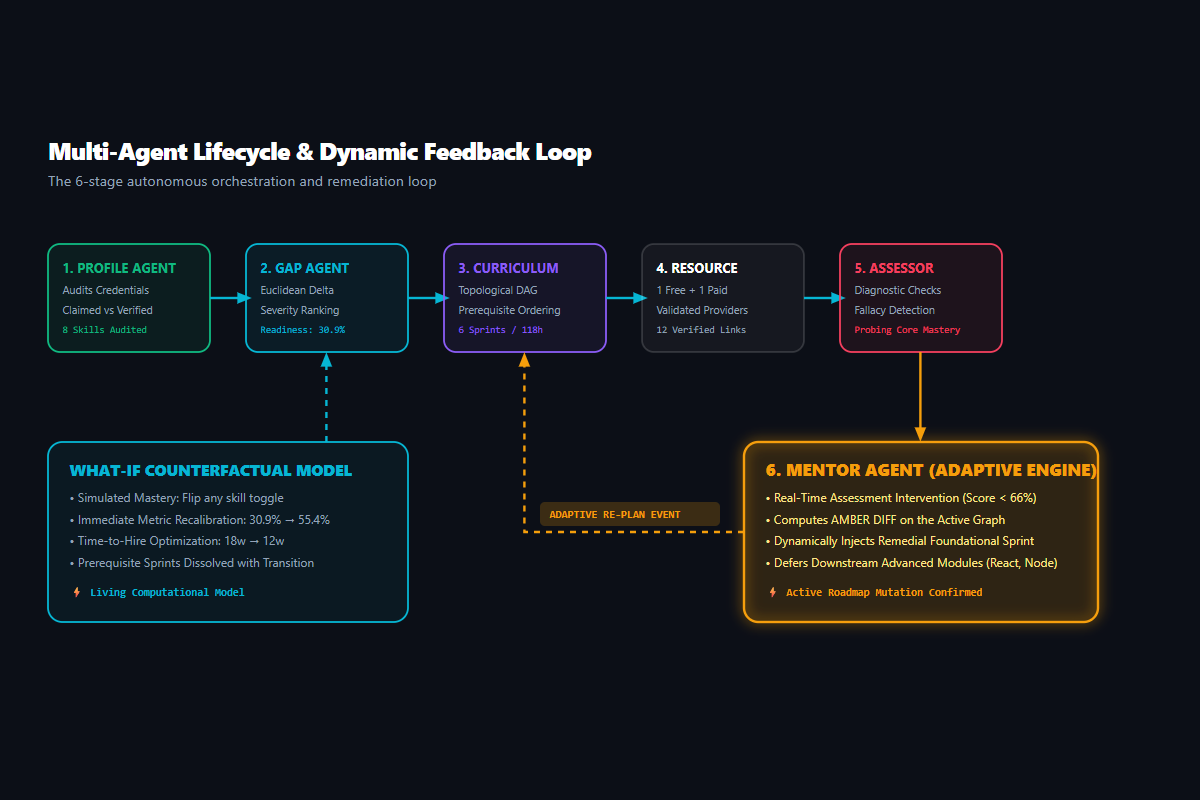 Multi-Agent Lifecycle & Dynamic Feedback Loop
The 6-stage autonomous orchestration and remediation loop
1. PROFILE AGENT
Audits Credentials
Claimed vs Verified
8 Skills Audited
2. GAP AGENT
Euclidean Delta
Severity Ranking
Readiness: 30.9%
3. CURRICULUM
Topological DAG
Prerequisite Ordering
6 Sprints / 118h
4. RESOURCE
1 Free + 1 Paid
Validated Providers
12 Verified Links
5. ASSESSOR
Diagnostic Checks
Fallacy Detection
Probing Core Mastery
WHAT-IF COUNTERFACTUAL MODEL
• Simulated Mastery: Flip any skill toggle
• Immediate Metric Recalibration: 30.9% → 55.4%
• Time-to-Hire Optimization: 18w → 12w
• Prerequisite Sprints Dissolved with Transition
⚡ Living Computational Model
ADAPTIVE RE-PLAN EVENT
6. MENTOR AGENT (ADAPTIVE ENGINE)
• Real-Time Assessment Intervention (Score < 66%)
• Computes AMBER DIFF on the Active Graph
• Dynamically Injects Remedial Foundational Sprint
• Defers Downstream Advanced Modules (React, Node)
⚡ Active Roadmap Mutation Confirmed